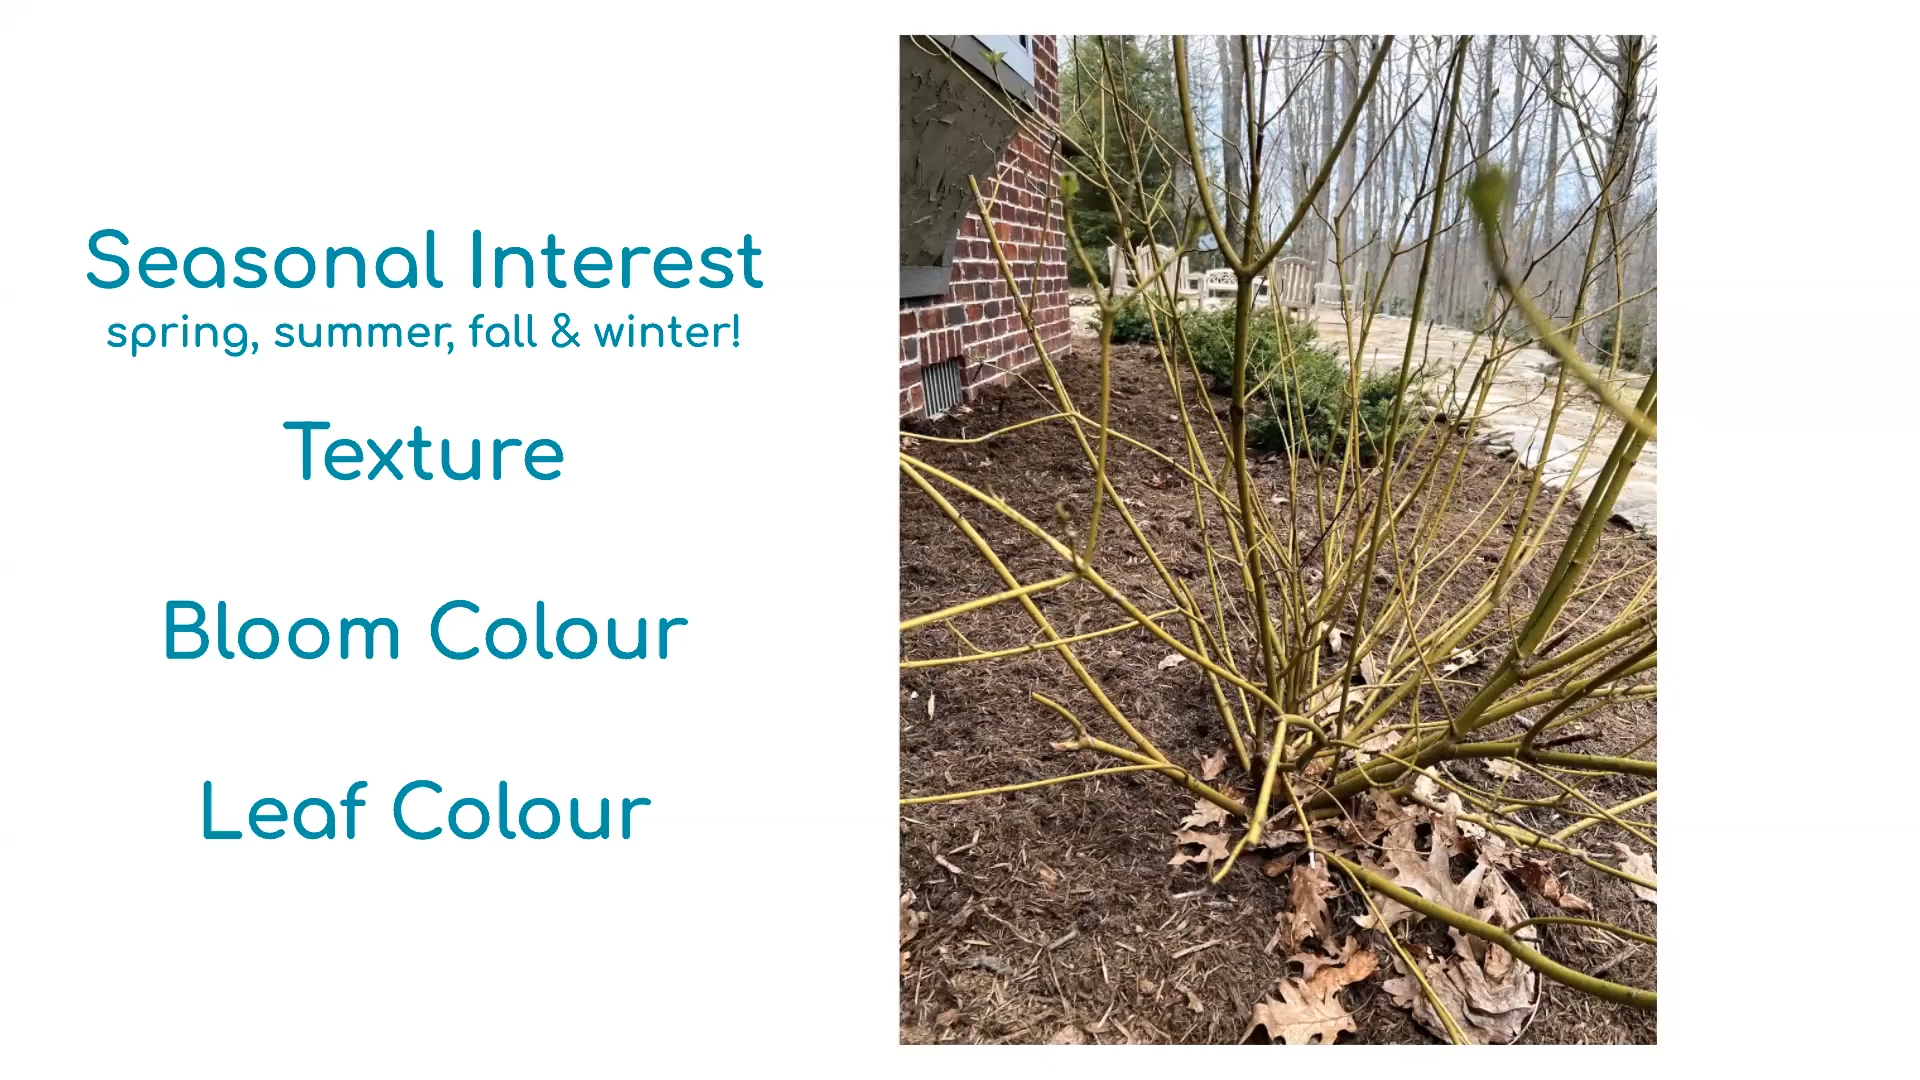 Seasonal Interest
spring, summer, fall & winter!
Texture
Bloom Colour
Leaf Colour